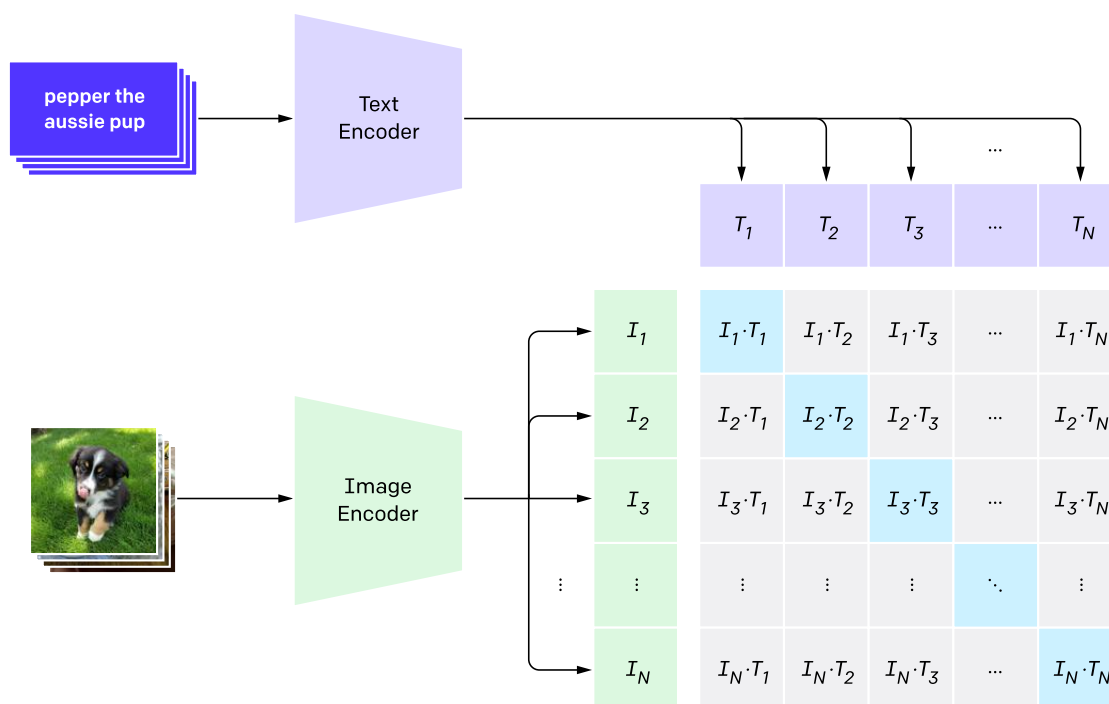 pepper the
aussie pup
Text
Encoder
...
T1 T2 T3 ... TN
I1 I1·T1 I1·T2 I1·T3 ... I1·TN
I2 I2·T1 I2·T2 I2·T3 ... I2·TN
Image
Encoder
I3 I3·T1 I3·T2 I3·T3 ... I3·TN
⋮ ⋮ ⋮ ⋮ ⋮ ⋱ ⋮
IN IN·T1 IN·T2 IN·T3 ... IN·TN